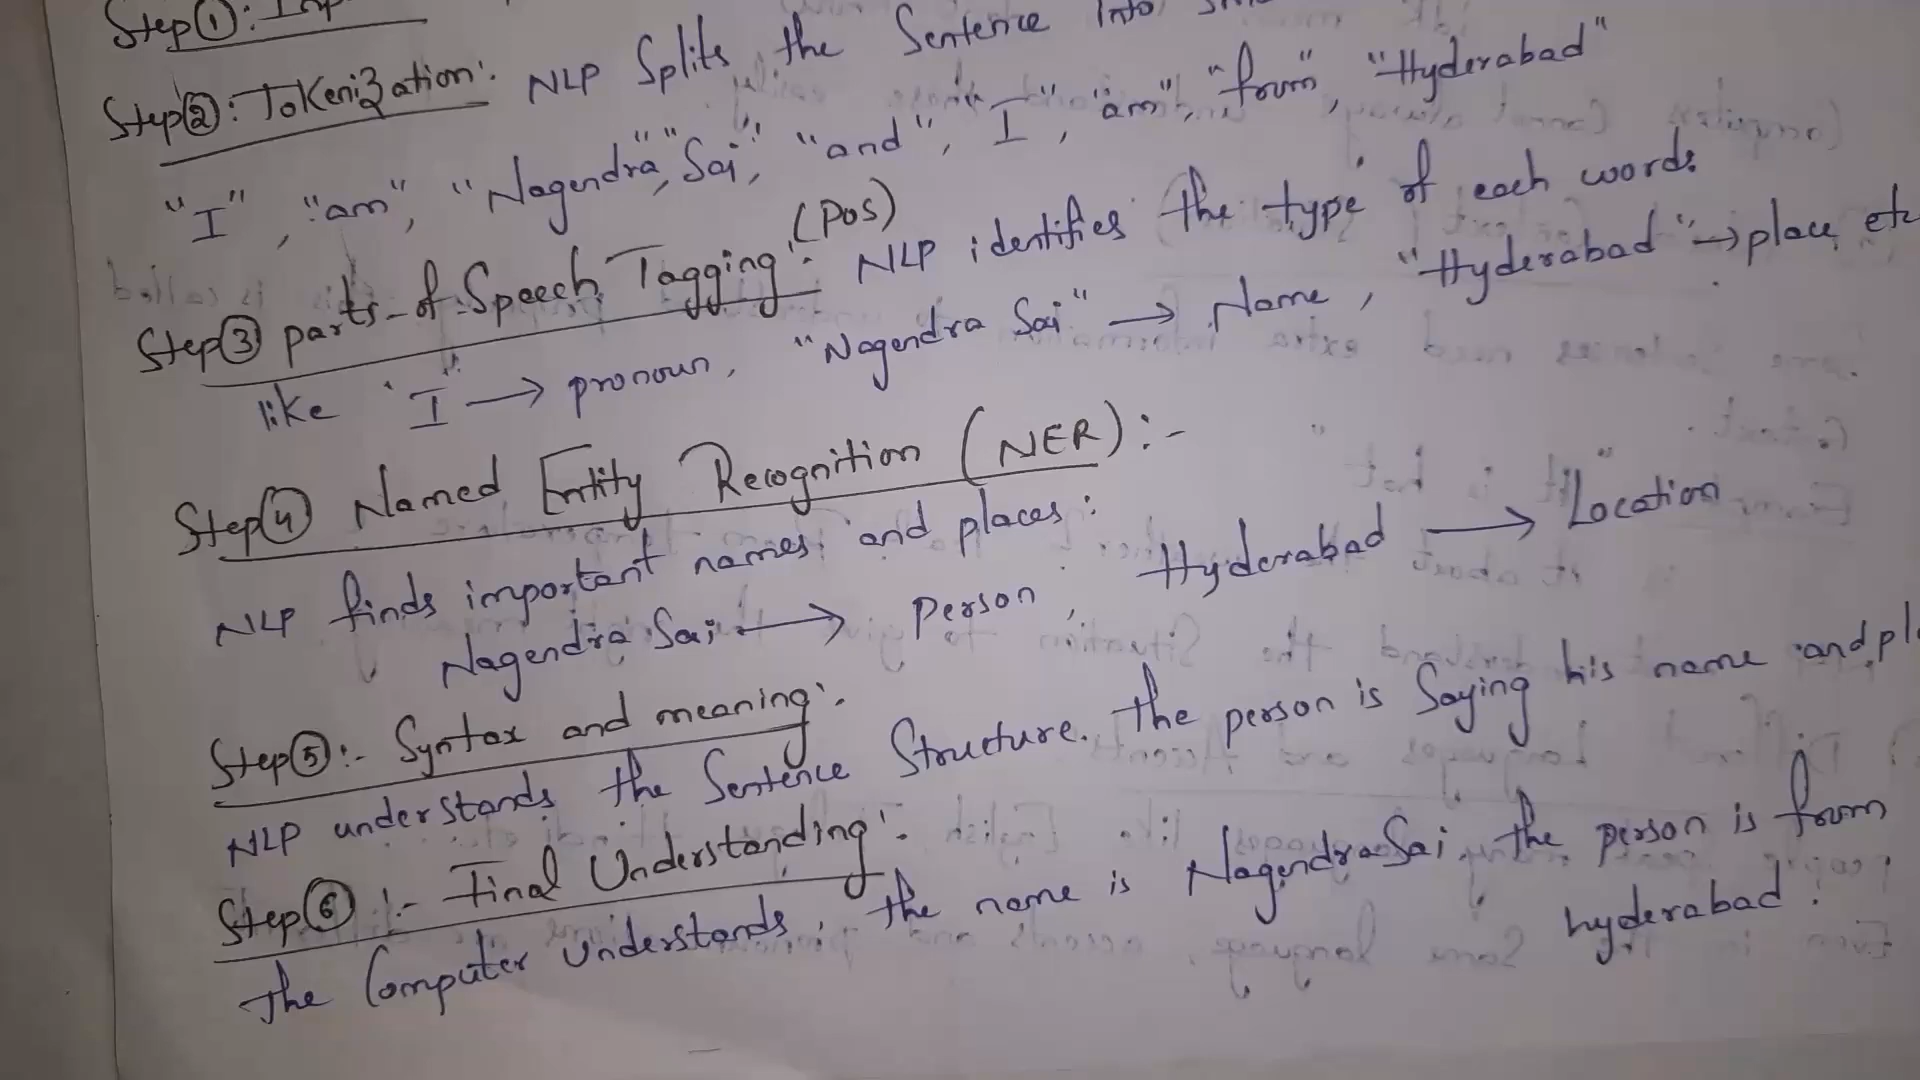 Step①: Inp
Step②: Tokenization:. NLP Splits the Sentence into
"I", "am", "Nagendra", "Sai", "and", "I", "am", "from", "Hyderabad"
Step③ parts-of-Speech Tagging:. (POS) NLP identifies the type of each words.
like "I" → pronoun, "Nagendra Sai" → Name, "Hyderabad" → place etc
Step④ Named Entity Recognition (NER):-
NLP finds important names and places:
Nagendra Sai → Person, Hyderabad → Location
Step⑤:- Syntax and meaning:.
NLP understands the Sentence Structure. The person is Saying his name and pl
Step⑥:- Final Understanding:.
The Computer understands, the name is Nagendra Sai, the person is from
hyderabad.